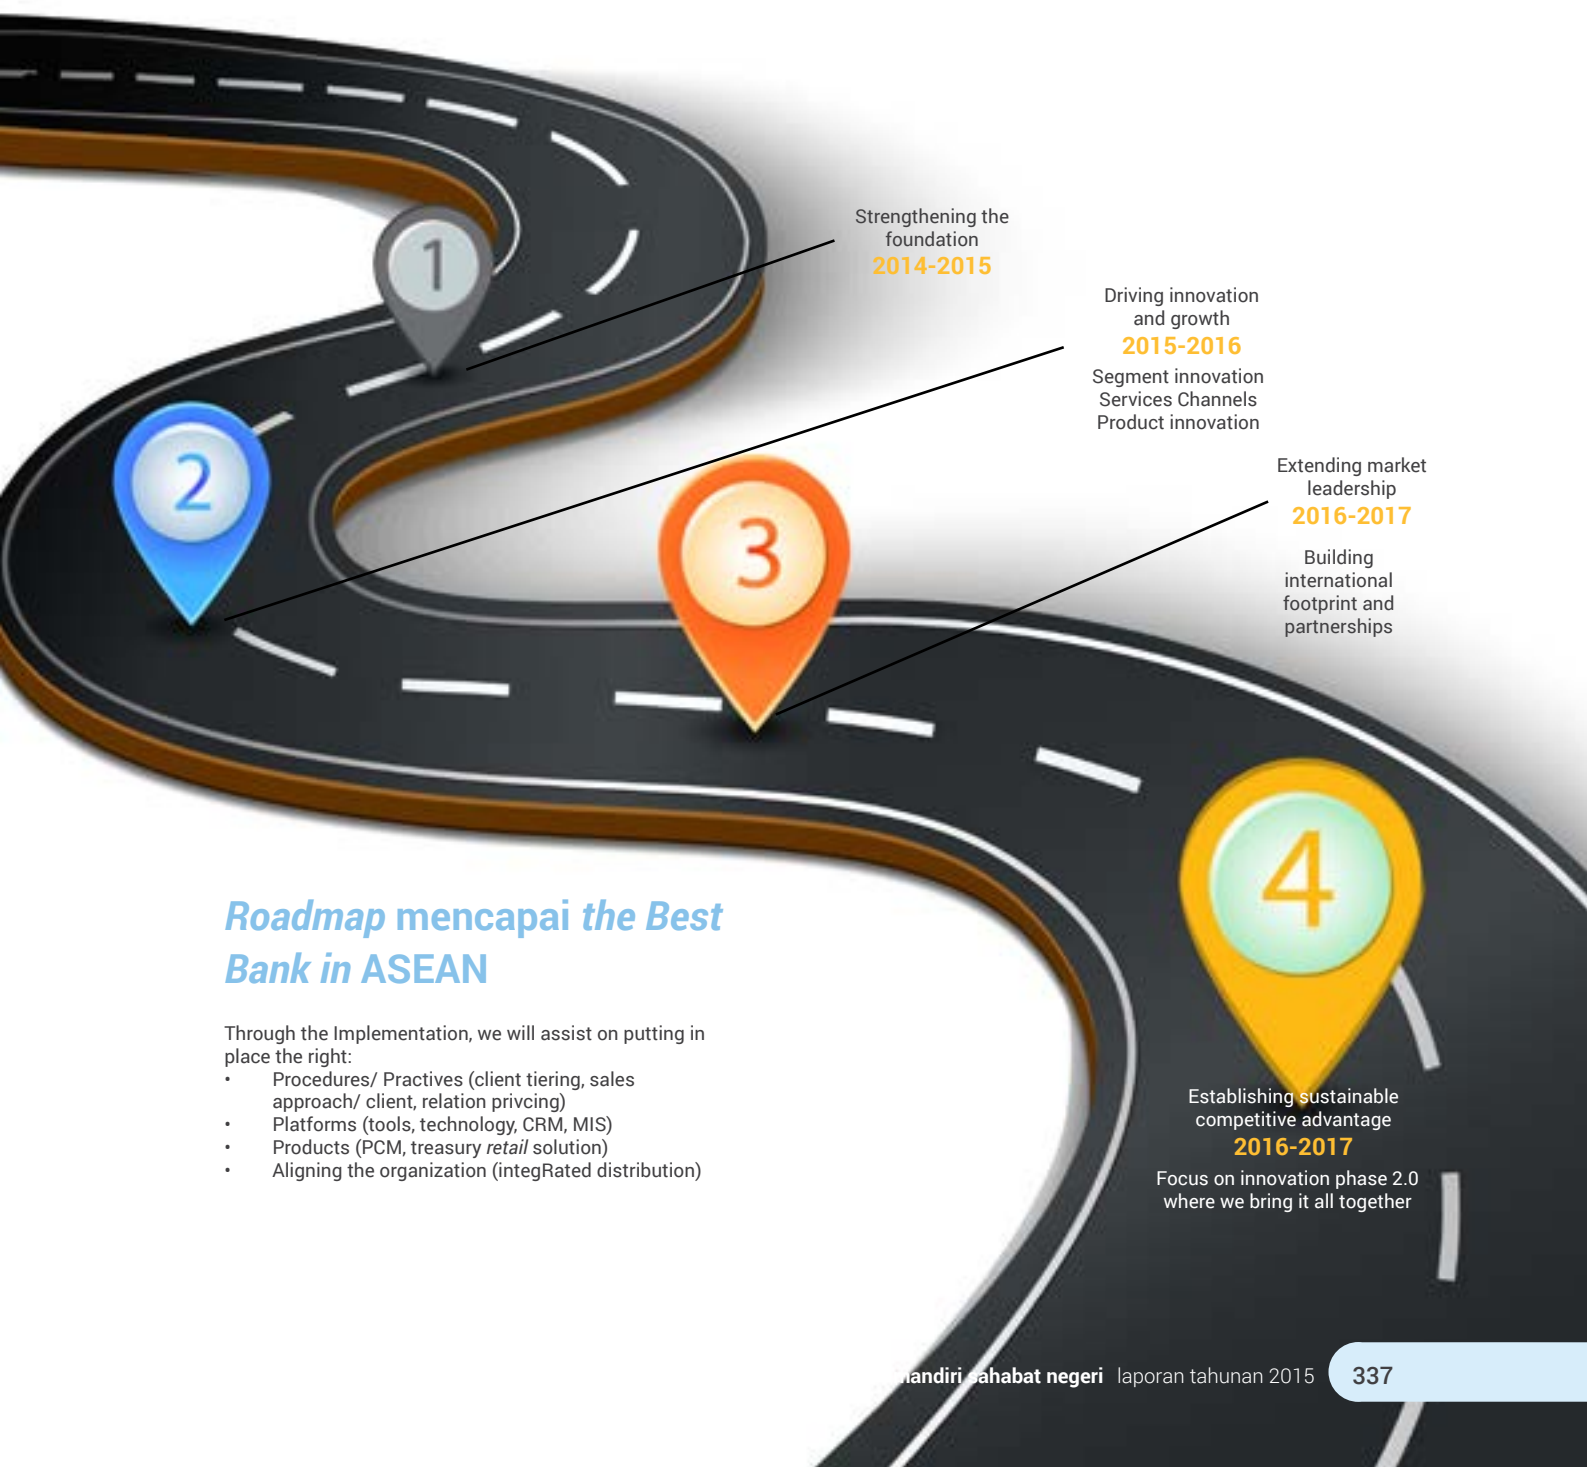 1
Strengthening the
foundation
2014-2015
Driving innovation
and growth
2015-2016
Segment innovation
Services Channels
Product innovation
2
Extending market
leadership
2016-2017
Building
international
footprint and
partnerships
3
4
Establishing sustainable
competitive advantage
2016-2017
Focus on innovation phase 2.0
where we bring it all together
Roadmap mencapai the Best
Bank in ASEAN
Through the Implementation, we will assist on putting in
place the right:
• Procedures/ Practives (client tiering, sales
approach/ client, relation privcing)
• Platforms (tools, technology, CRM, MIS)
• Products (PCM, treasury retail solution)
• Aligning the organization (integRated distribution)
sahabat negeri laporan tahunan 2015 337